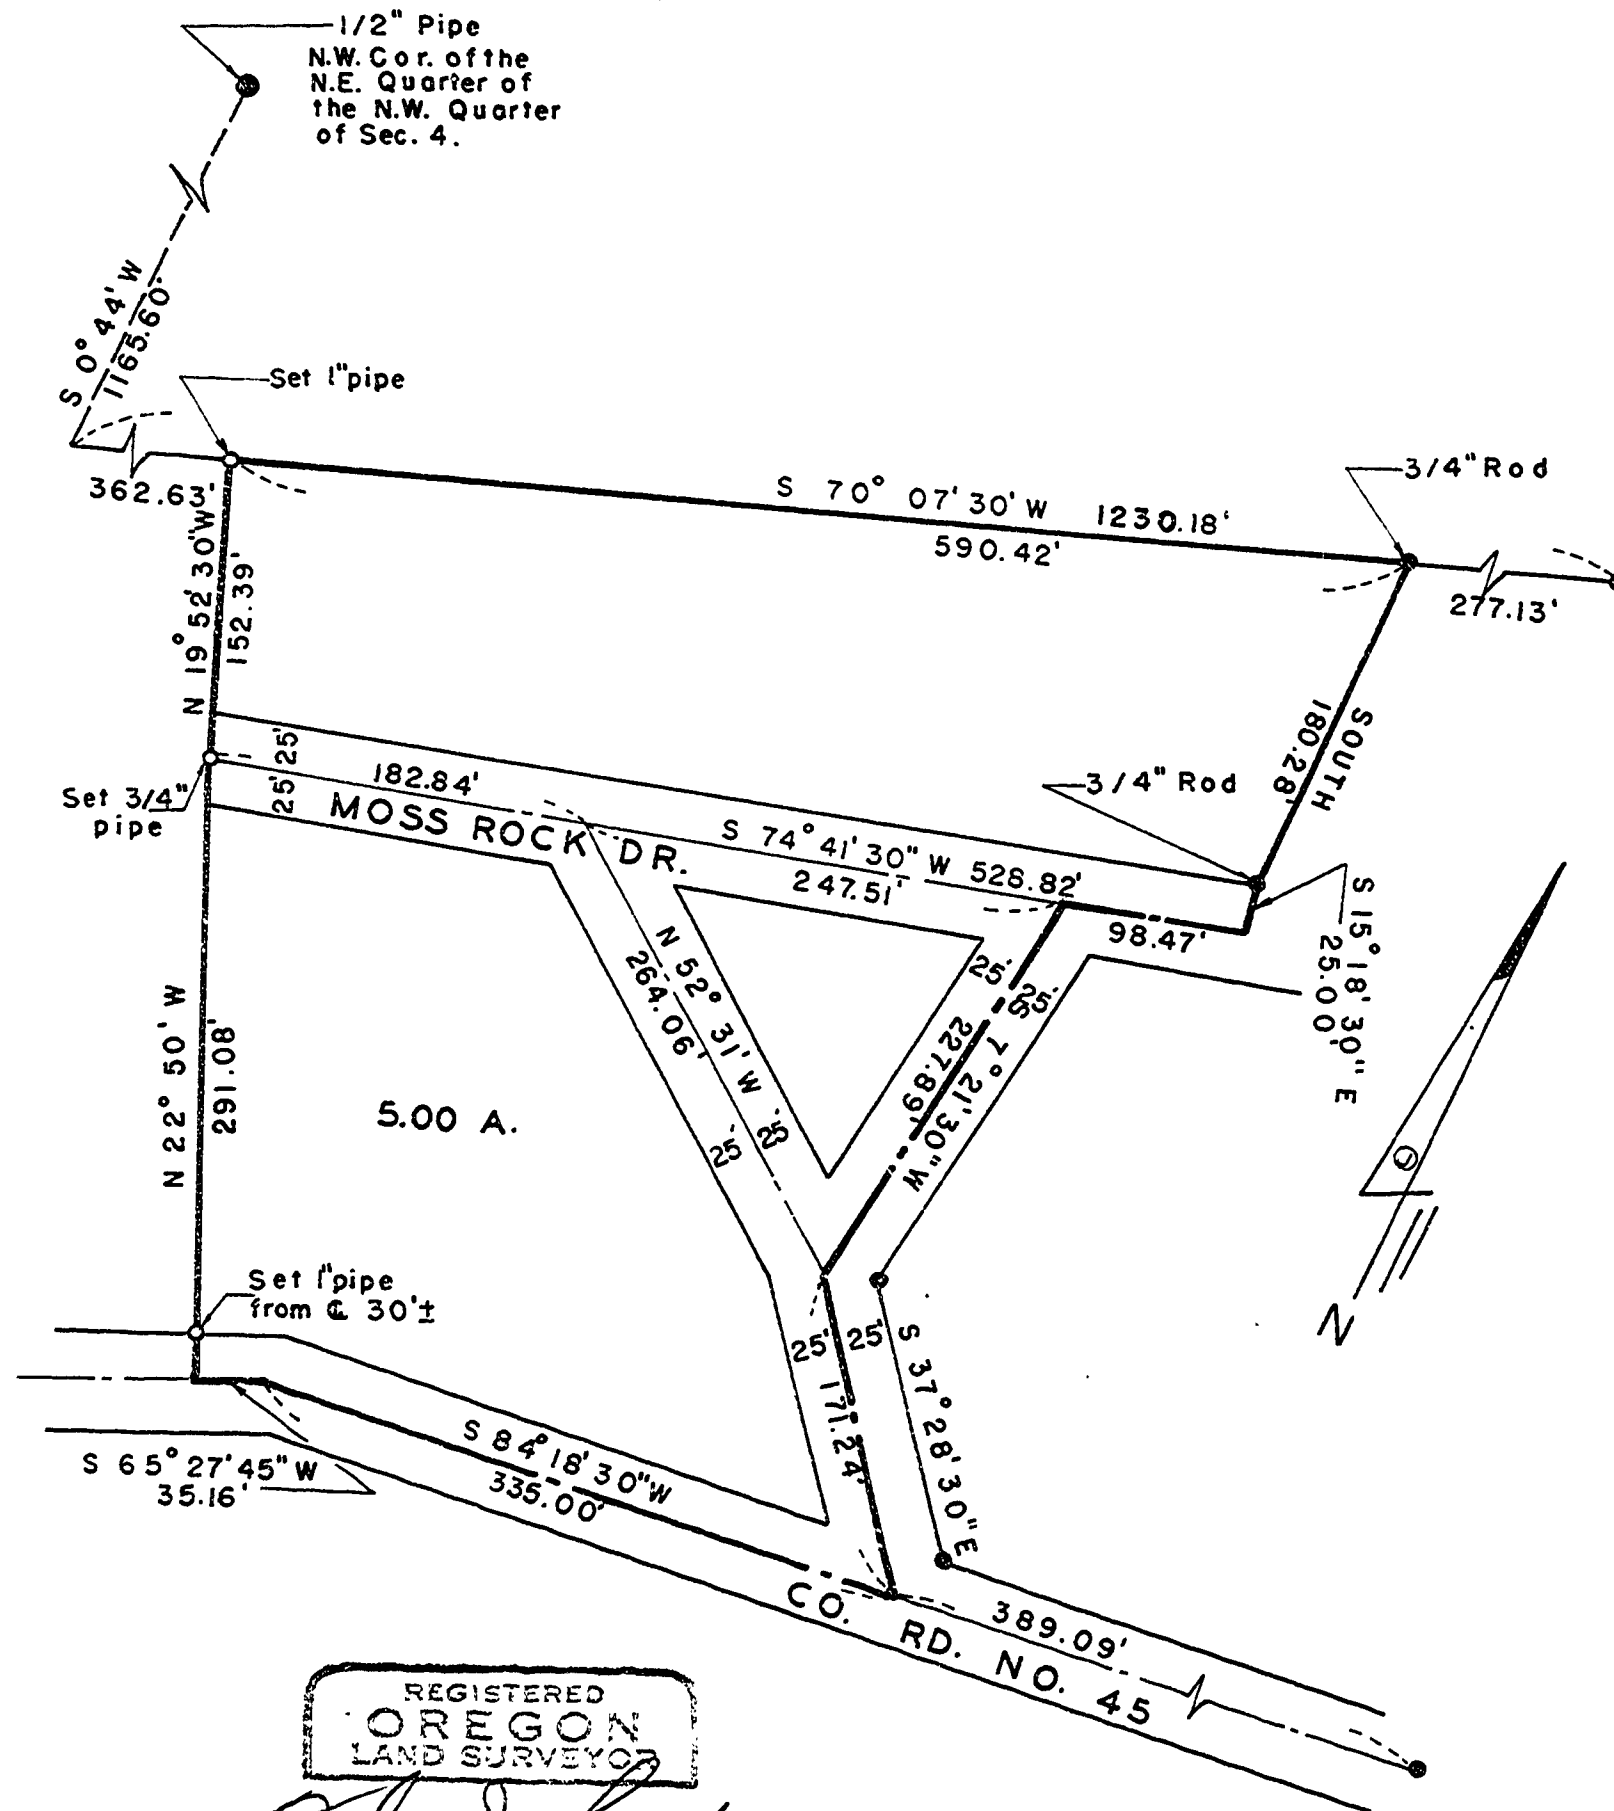 1/2" Pipe
N.W. Cor. of the
N.E. Quarter of
the N.W. Quarter
of Sec. 4.
S 0° 44' W
1165.60'
Set 1" pipe
362.63'
S 70° 07' 30' W 1230.18'
590.42'
3/4" Rod
277.13'
N 19° 52' 30" W
152.39'
SOUTH
180.28'
Set 3/4"
pipe
25'
25'
182.84'
MOSS ROCK DR.
S 74° 41' 30" W 528.82'
247.51'
3/4" Rod
98.47'
S 15° 18' 30" E
25.00'
N 52° 31' W
264.06'
25'
25'
25'
25'
S 7° 21' 30" W
227.89'
N 22° 50' W
291.08'
5.00 A.
Set 1" pipe
from ℄ 30'±
25'
25'
S 37° 28' 30" E
171.24'
S 65° 27' 45" W
35.16'
S 84° 18' 30" W
335.00'
CO. RD. NO. 45
389.09'
N
REGISTERED
OREGON
LAND SURVEYOR